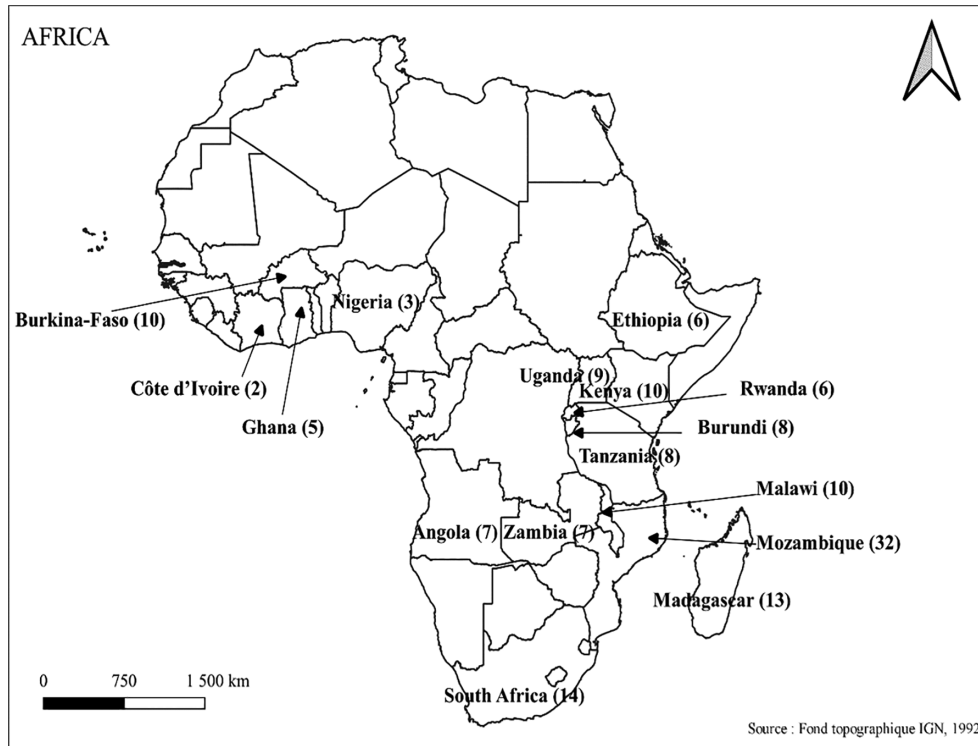 AFRICA
Nigeria (3)
Burkina-Faso (10)
Ethiopia (6)
Côte d’Ivoire (2)
Uganda (9)
Kenya (10)
Rwanda (6)
Ghana (5)
Burundi (8)
Tanzania (8)
Malawi (10)
Angola (7)
Zambia (7)
Mozambique (32)
Madagascar (13)
South Africa (14)
0 750 1 500 km
Source : Fond topographique IGN, 1992